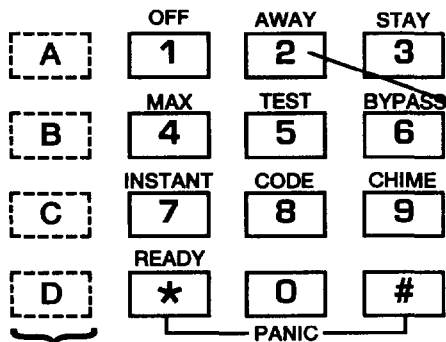 OFF AWAY STAY
A 1 2 3
MAX TEST BYPASS
B 4 5 6
INSTANT CODE CHIME
C 7 8 9
READY
D * 0 #
PANIC